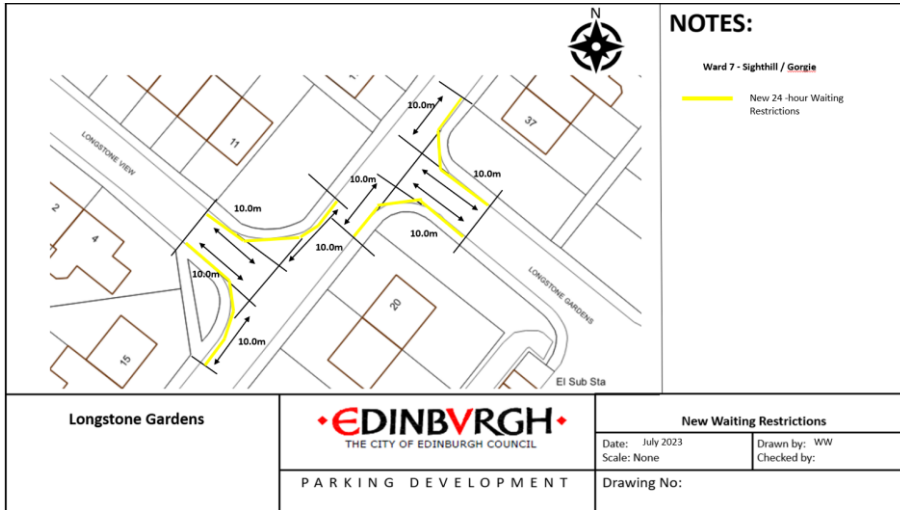 N
NOTES:
Ward 7 - Sighthill / Gorgie
New 24 -hour Waiting
Restrictions
10.0m
37
LONGSTONE VIEW
11
10.0m
10.0m
2
10.0m
10.0m
4
10.0m
10.0m
LONGSTONE GARDENS
20
10.0m
15
El Sub Sta
Longstone Gardens
EDINBVRGH
THE CITY OF EDINBURGH COUNCIL
PARKING DEVELOPMENT
New Waiting Restrictions
Date: July 2023
Scale: None
Drawn by: WW
Checked by:
Drawing No: